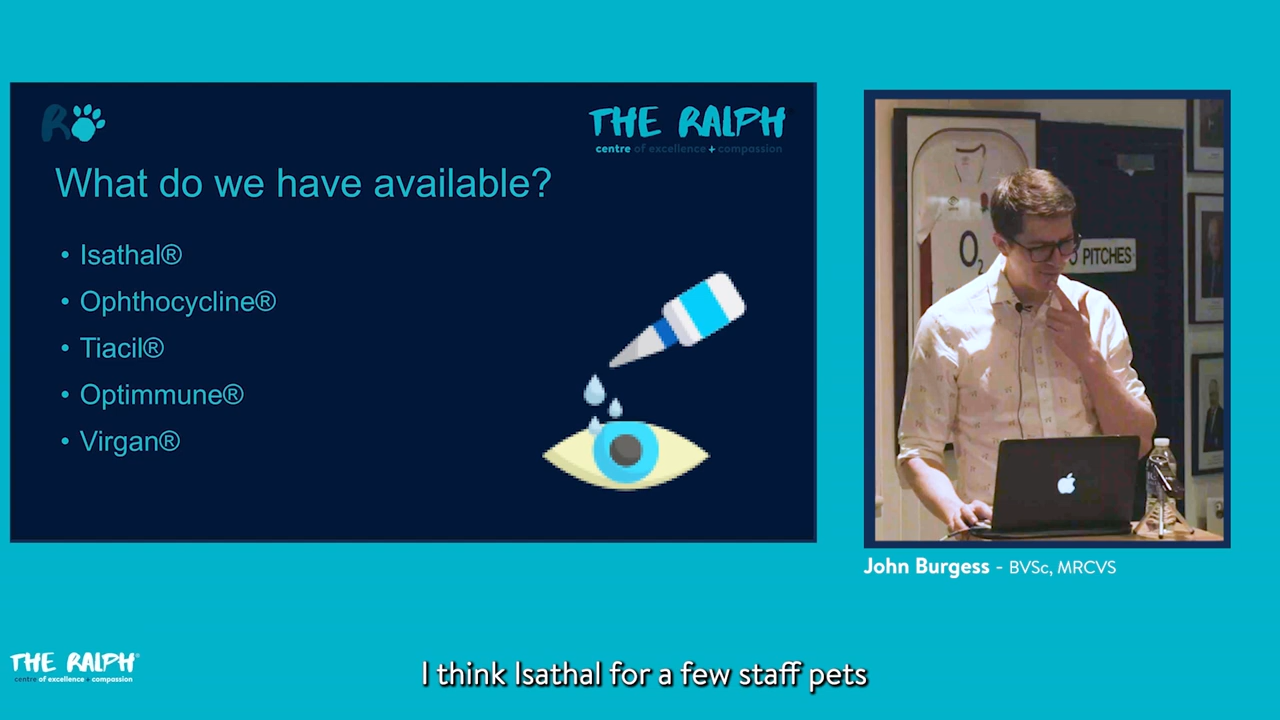 THE RALPH
centre of excellence + compassion
What do we have available?
• Isathal®
• Ophthocycline®
• Tiacil®
• Optimmune®
• Virgan®
O2
PITCHES
John Burgess - BVSc, MRCVS
THE RALPH®
centre of excellence + compassion
I think Isathal for a few staff pets